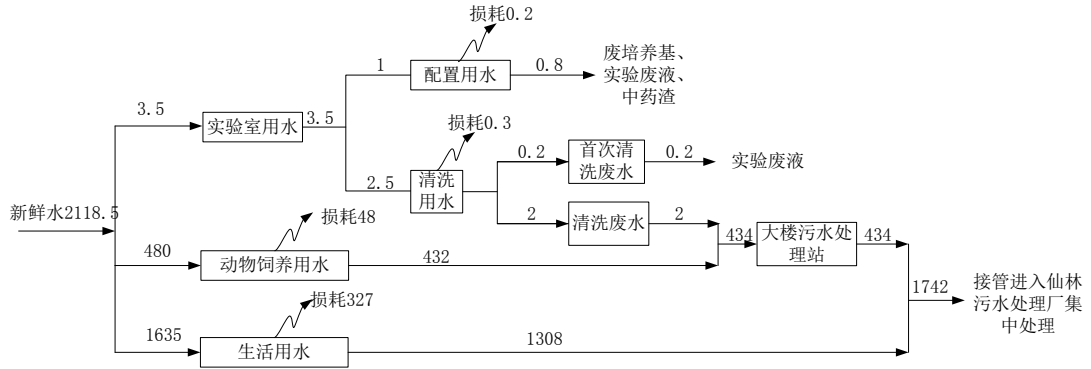 损耗0.2
1
配置用水
0.8
废培养基、
实验废液、
中药渣
3.5
实验室用水
3.5
损耗0.3
2.5
清洗
用水
0.2
首次清
洗废水
0.2
实验废液
2
清洗废水
2
新鲜水2118.5
损耗48
480
动物饲养用水
432
434
大楼污水处
理站
434
损耗327
1635
生活用水
1308
1742
接管进入仙林
污水处理厂集
中处理